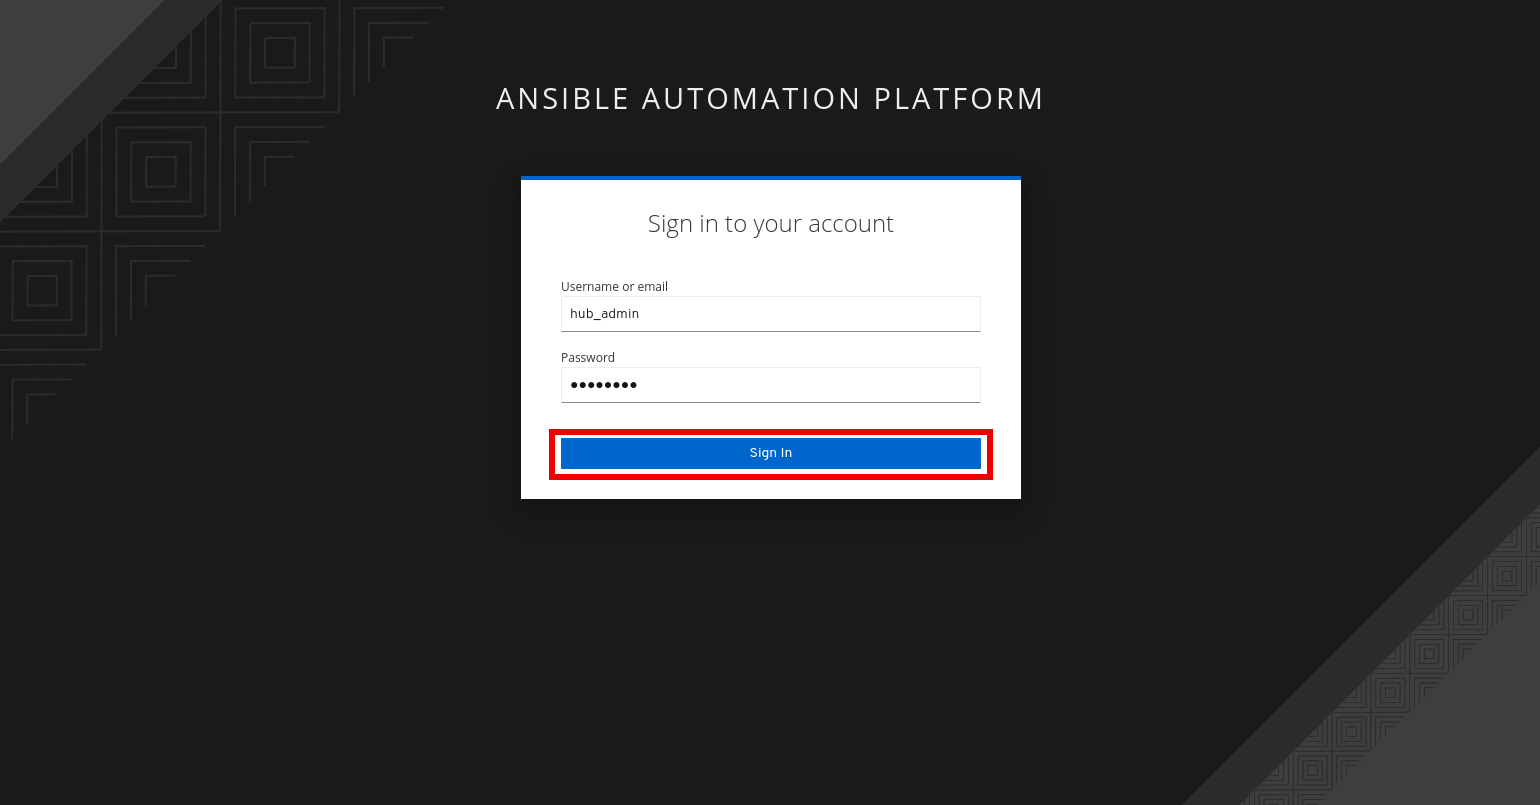 ANSIBLE AUTOMATION PLATFORM
Sign in to your account
Username or email
hub_admin
Password
••••••••
Sign In